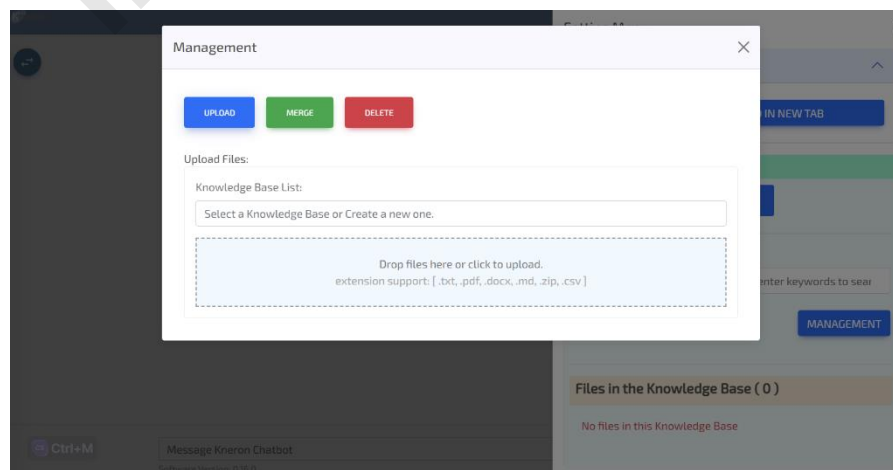 Management
UPLOAD
MERGE
DELETE
Upload Files:
Knowledge Base List:
Select a Knowledge Base or Create a new one.
Drop files here or click to upload.
extension support: [ .txt, .pdf, .docx, .md, .zip, .csv ]
IN NEW TAB
enter keywords to sear
MANAGEMENT
Files in the Knowledge Base ( 0 )
No files in this Knowledge Base
Ctrl+M
Message Kneron Chatbot